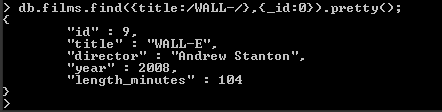 > db.films.find({title:/WALL-/},{_id:0}).pretty();
{
        "id" : 9,
        "title" : "WALL-E",
        "director" : "Andrew Stanton",
        "year" : 2008,
        "length_minutes" : 104
}
>